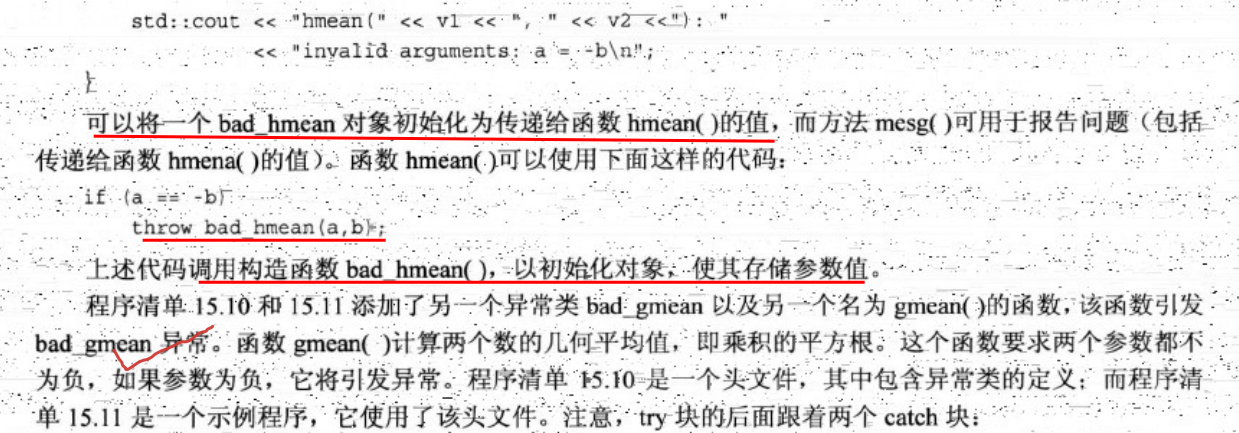 std::cout << "hmean(" << v1 << ", " << v2 <<"): "
<< "invalid arguments: a = -b\n";
}
可以将一个 bad_hmean 对象初始化为传递给函数 hmean( )的值，而方法 mesg( )可用于报告问题（包括
传递给函数 hmena( )的值）。函数 hmean( )可以使用下面这样的代码：
if (a == -b)
throw bad_hmean(a,b);
上述代码调用构造函数 bad_hmean( )，以初始化对象，使其存储参数值。
程序清单 15.10 和 15.11 添加了另一个异常类 bad_gmean 以及另一个名为 gmean( )的函数，该函数引发
bad_gmean 异常。函数 gmean( )计算两个数的几何平均值，即乘积的平方根。这个函数要求两个参数都不
为负，如果参数为负，它将引发异常。程序清单 15.10 是一个头文件，其中包含异常类的定义；而程序清
单 15.11 是一个示例程序，它使用了该头文件。注意，try 块的后面跟着两个 catch 块：